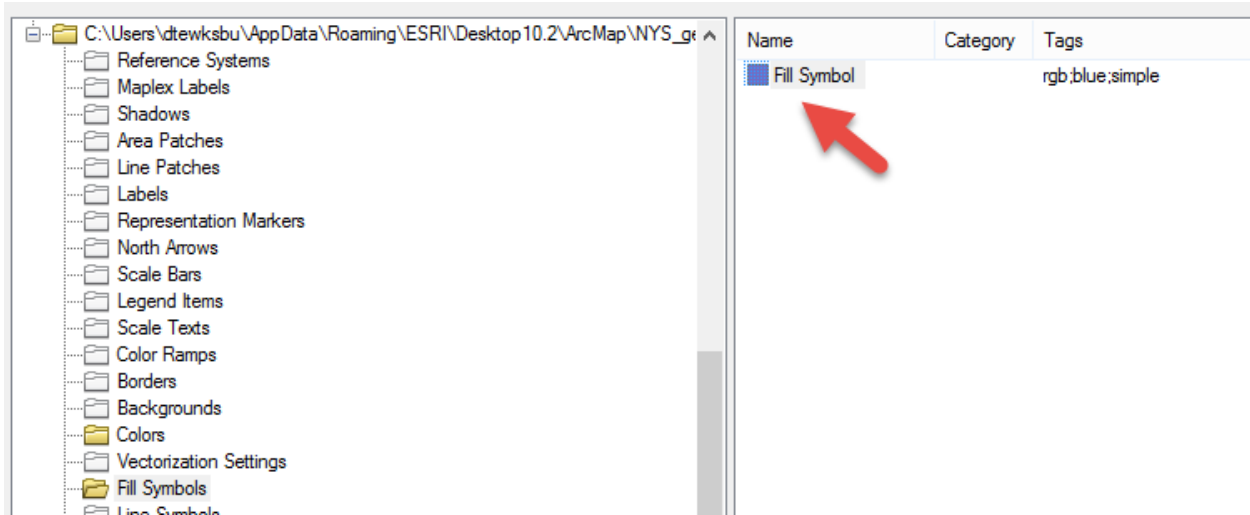 C:\Users\dtewksbu\AppData\Roaming\ESRI\Desktop10.2\ArcMap\NYS_ge
Reference Systems
Maplex Labels
Shadows
Area Patches
Line Patches
Labels
Representation Markers
North Arrows
Scale Bars
Legend Items
Scale Texts
Color Ramps
Borders
Backgrounds
Colors
Vectorization Settings
Fill Symbols
Line Symbols
Name Category Tags
Fill Symbol rgb;blue;simple